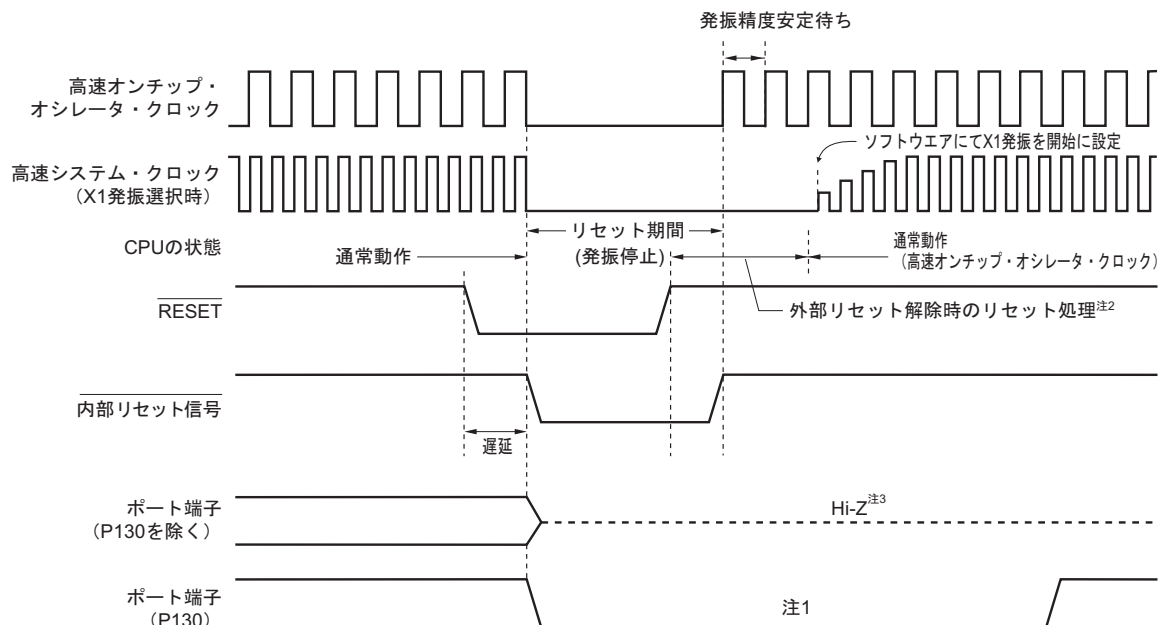 発振精度安定待ち
高速オンチップ・
オシレータ・クロック
ソフトウエアにてX1発振を開始に設定
高速システム・クロック
（X1発振選択時）
リセット期間
(発振停止)
CPUの状態
通常動作
通常動作
（高速オンチップ・オシレータ・クロック）
RESET
外部リセット解除時のリセット処理注2
内部リセット信号
遅延
ポート端子
（P130を除く）
Hi-Z注3
ポート端子
（P130）
注1